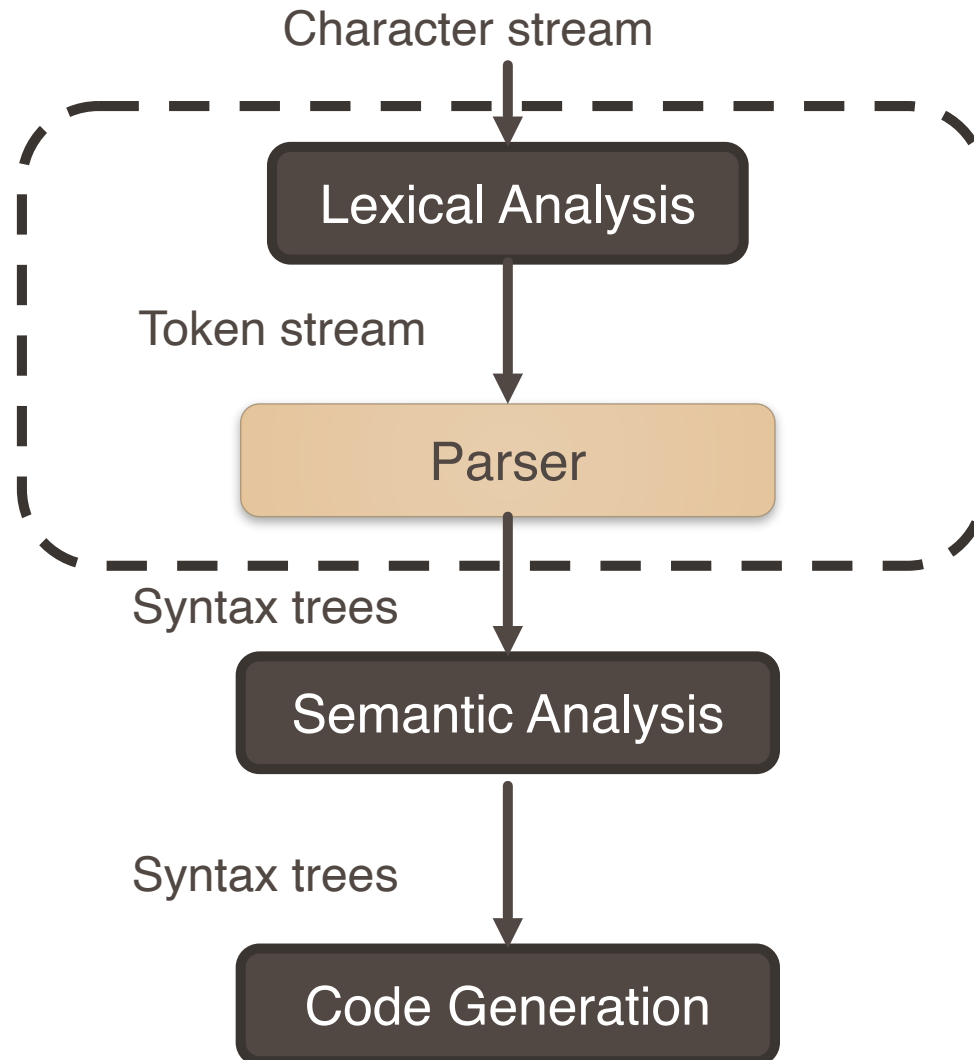 Character stream
Lexical Analysis
Token stream
Parser
Syntax trees
Semantic Analysis
Syntax trees
Code Generation